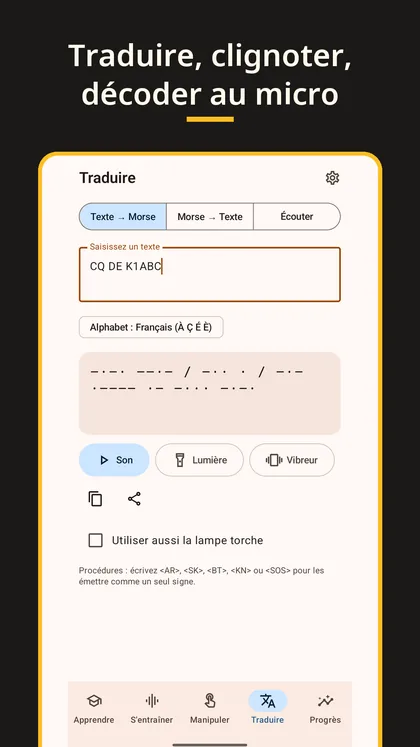 Traduire, clignoter,
décoder au micro
Traduire
Texte → Morse
Morse → Texte
Écouter
Saisissez un texte
CQ DE K1ABC
Alphabet : Français (À Ç É È)
—·—· ——·— / —·· · / —·—
·———— ·— —··· —·—·
Son
Lumière
Vibreur
Utiliser aussi la lampe torche
Procédures : écrivez <AR>, <SK>, <BT>, <KN> ou <SOS> pour les
émettre comme un seul signe.
Apprendre
S'entraîner
Manipuler
Traduire
Progrès